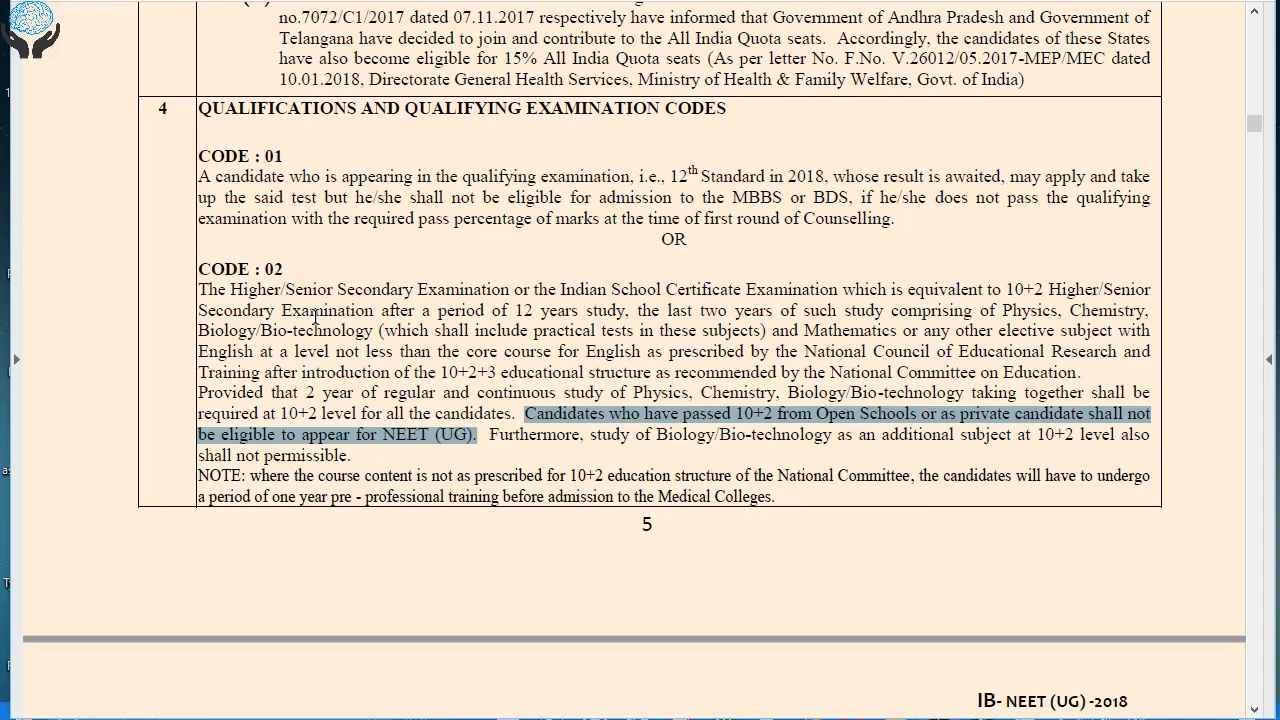 no.7072/C1/2017 dated 07.11.2017 respectively have informed that Government of Andhra Pradesh and Government of
Telangana have decided to join and contribute to the All India Quota seats. Accordingly, the candidates of these States
have also become eligible for 15% All India Quota seats (As per letter No. F.No. V.26012/05.2017-MEP/MEC dated
10.01.2018, Directorate General Health Services, Ministry of Health & Family Welfare, Govt. of India)
4 QUALIFICATIONS AND QUALIFYING EXAMINATION CODES
CODE : 01
A candidate who is appearing in the qualifying examination, i.e., 12th Standard in 2018, whose result is awaited, may apply and take
up the said test but he/she shall not be eligible for admission to the MBBS or BDS, if he/she does not pass the qualifying
examination with the required pass percentage of marks at the time of first round of Counselling.
OR
CODE : 02
The Higher/Senior Secondary Examination or the Indian School Certificate Examination which is equivalent to 10+2 Higher/Senior
Secondary Examination after a period of 12 years study, the last two years of such study comprising of Physics, Chemistry,
Biology/Bio-technology (which shall include practical tests in these subjects) and Mathematics or any other elective subject with
English at a level not less than the core course for English as prescribed by the National Council of Educational Research and
Training after introduction of the 10+2+3 educational structure as recommended by the National Committee on Education.
Provided that 2 year of regular and continuous study of Physics, Chemistry, Biology/Bio-technology taking together shall be
required at 10+2 level for all the candidates. Candidates who have passed 10+2 from Open Schools or as private candidate shall not
be eligible to appear for NEET (UG). Furthermore, study of Biology/Bio-technology as an additional subject at 10+2 level also
shall not permissible.
NOTE: where the course content is not as prescribed for 10+2 education structure of the National Committee, the candidates will have to undergo
a period of one year pre - professional training before admission to the Medical Colleges.
5
IB- NEET (UG) -2018